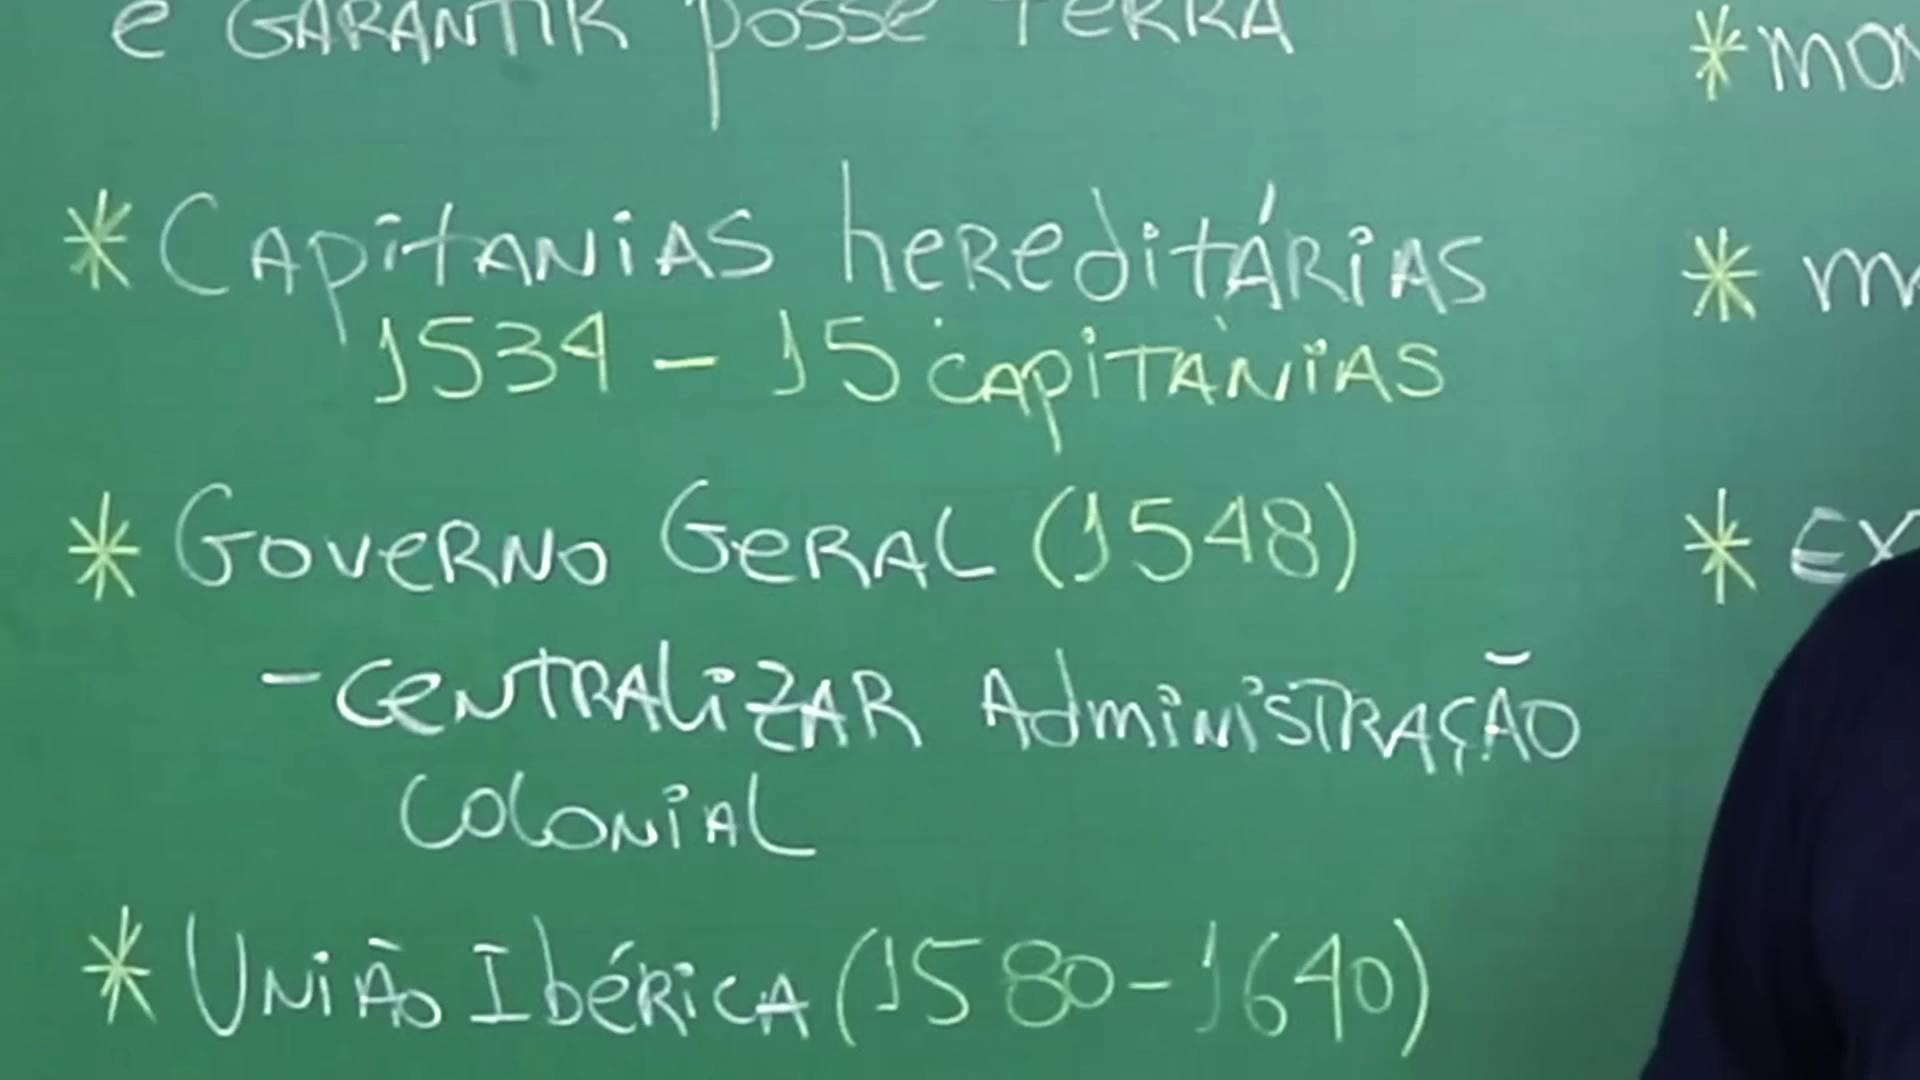 e GARANTIR posse TERRA
* Capitanias hereditárias
1534 - 15 capitanias
* Governo Geral (1548)
- Centralizar Administração
Colonial
* União Ibérica (1580-1640)
*
*
*